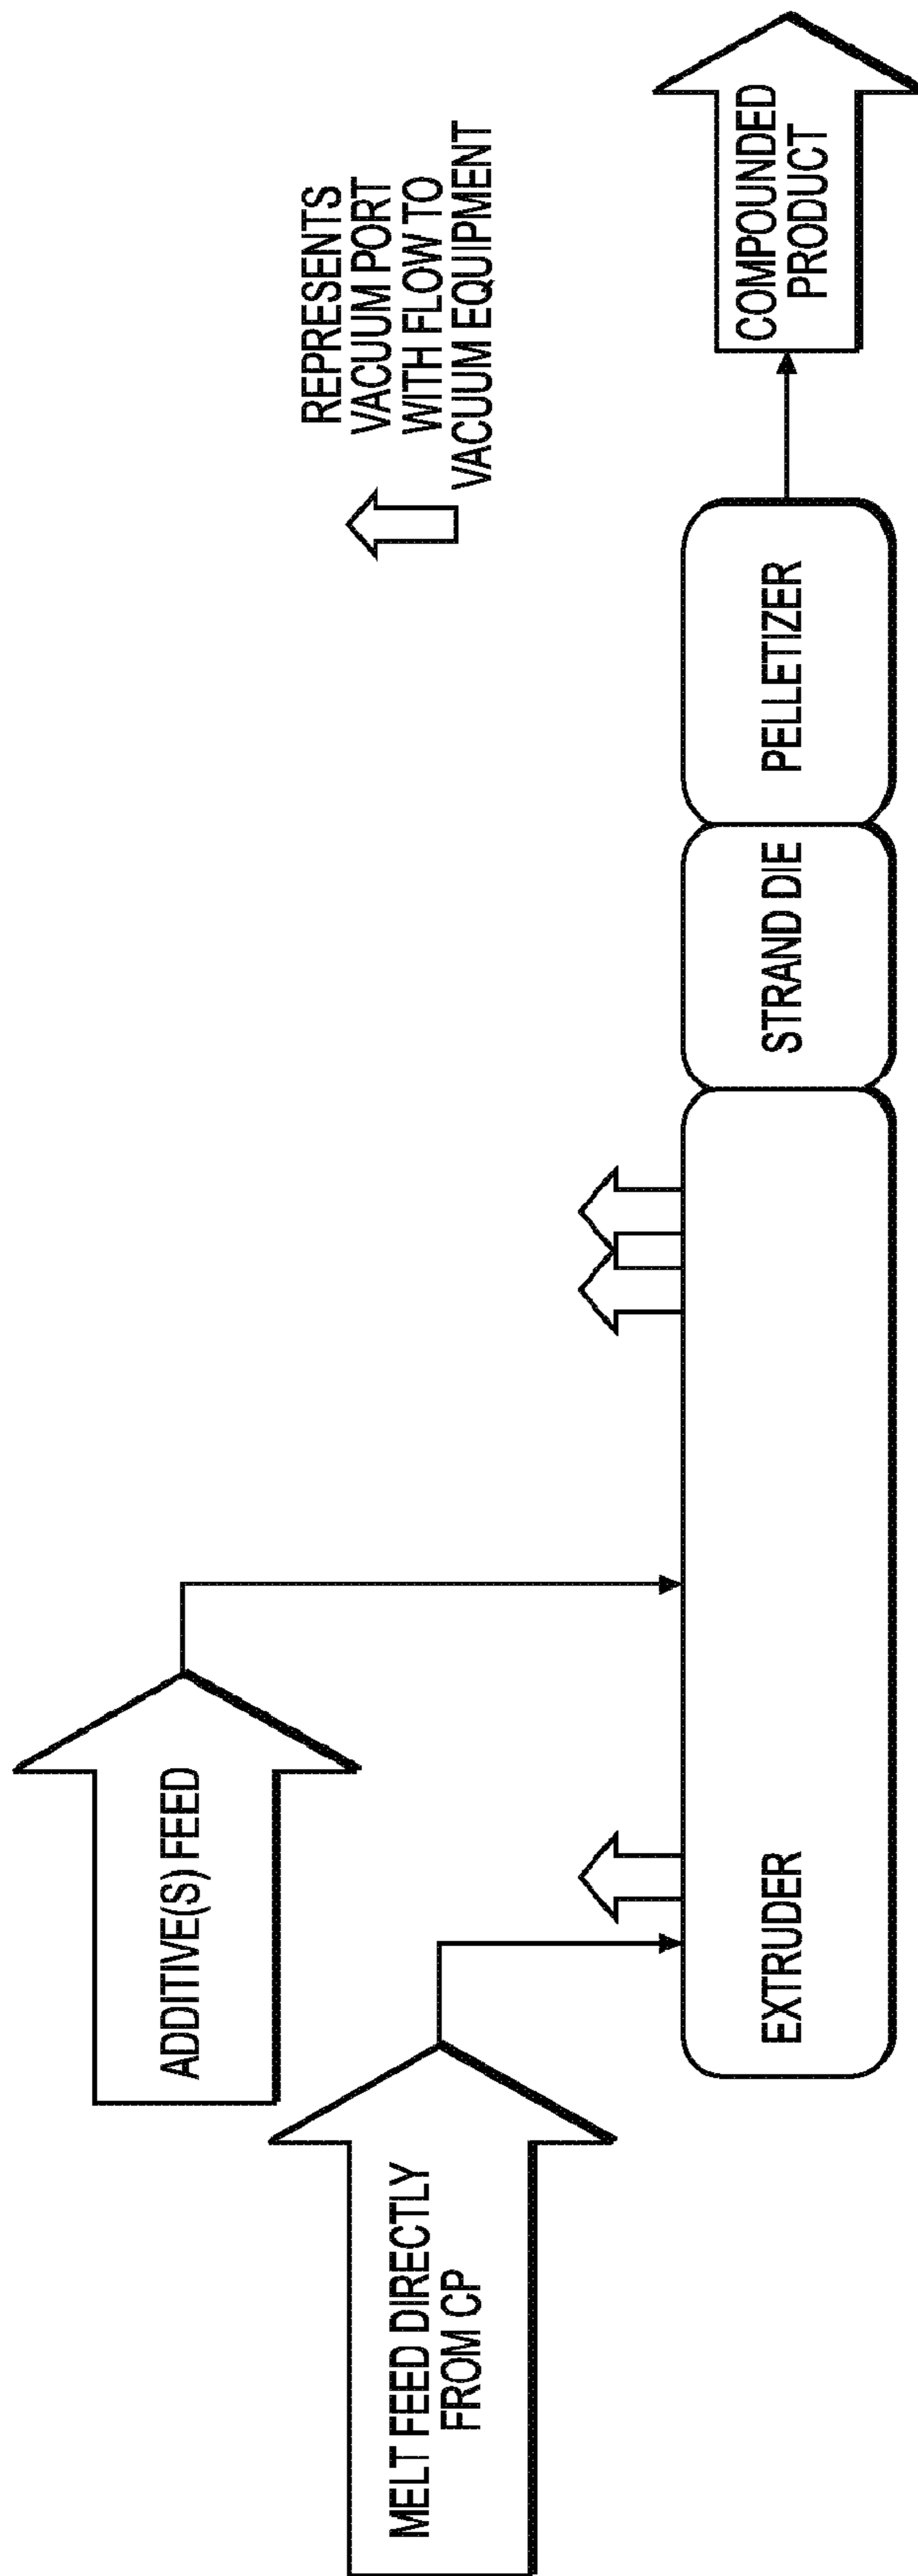 REPRESENTS
VACUUM PORT
WITH FLOW TO
VACUUM EQUIPMENT
ADDITIVE(S) FEED
MELT FEED DIRECTLY
FROM CP
EXTRUDER
STRAND DIE
PELLETIZER
COMPOUNDED
PRODUCT